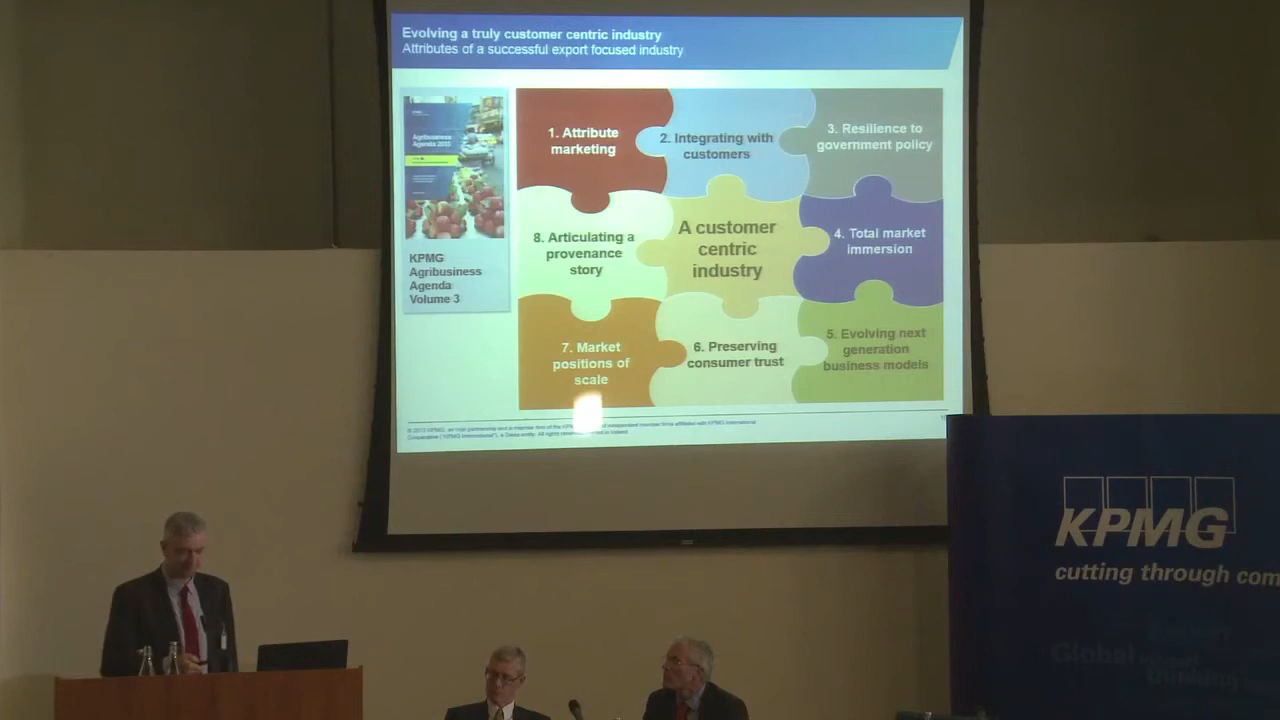 Evolving a truly customer centric industry
Attributes of a successful export focused industry
KPMG
Agribusiness
Agenda
Volume 3
1. Attribute
marketing
2. Integrating with
customers
3. Resilience to
government policy
8. Articulating a
provenance
story
A customer
centric
industry
4. Total market
immersion
7. Market
positions of
scale
6. Preserving
consumer trust
5. Evolving next
generation
business models
KPMG
cutting through com
Global
thinking